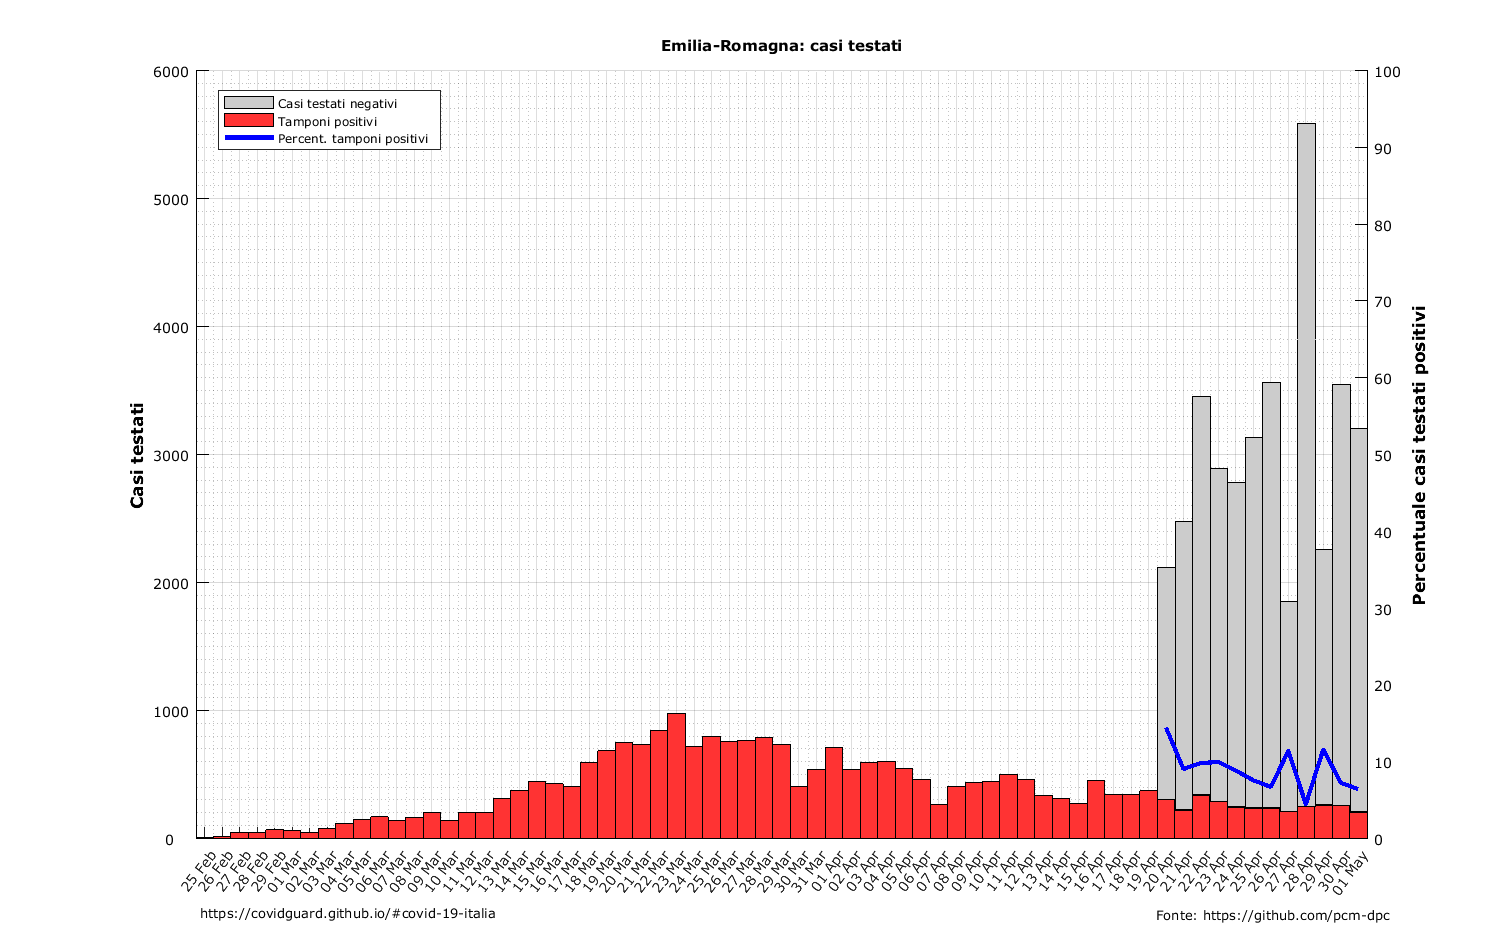 Emilia-Romagna: casi testati
6000
5000
4000
3000
2000
1000
0
Casi testati
Casi testati negativi
Tamponi positivi
Percent. tamponi positivi
100
90
80
70
60
50
40
30
20
10
0
Percentuale casi testati positivi
25 Feb
26 Feb
27 Feb
28 Feb
29 Feb
01 Mar
02 Mar
03 Mar
04 Mar
05 Mar
06 Mar
07 Mar
08 Mar
09 Mar
10 Mar
11 Mar
12 Mar
13 Mar
14 Mar
15 Mar
16 Mar
17 Mar
18 Mar
19 Mar
20 Mar
21 Mar
22 Mar
23 Mar
24 Mar
25 Mar
26 Mar
27 Mar
28 Mar
29 Mar
30 Mar
31 Mar
01 Apr
02 Apr
03 Apr
04 Apr
05 Apr
06 Apr
07 Apr
08 Apr
09 Apr
10 Apr
11 Apr
12 Apr
13 Apr
14 Apr
15 Apr
16 Apr
17 Apr
18 Apr
19 Apr
20 Apr
21 Apr
22 Apr
23 Apr
24 Apr
25 Apr
26 Apr
27 Apr
28 Apr
29 Apr
30 Apr
01 May
https://covidguard.github.io/#covid-19-italia
Fonte: https://github.com/pcm-dpc